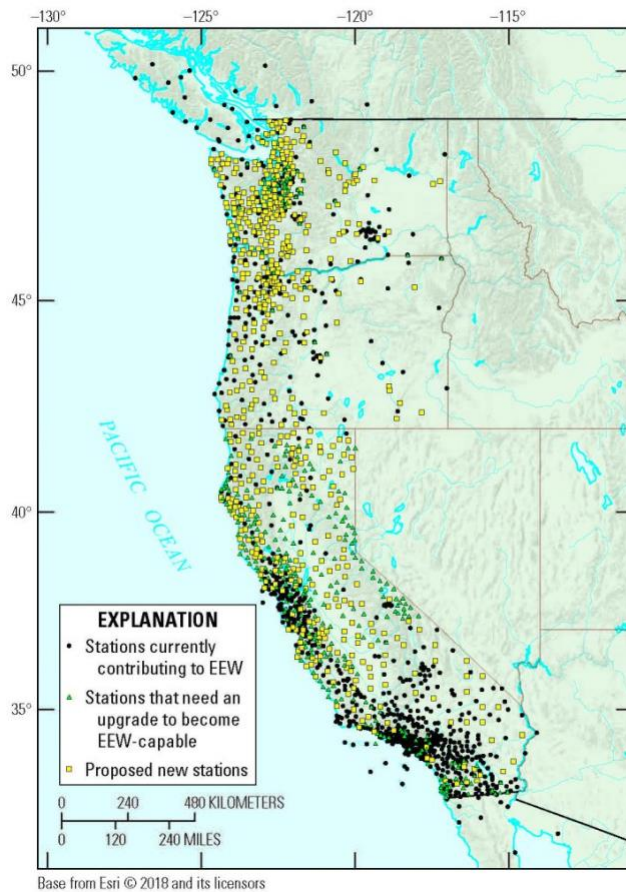 −130° −125° −120° −115°
50°
45°
40°
35°
PACIFIC OCEAN
EXPLANATION
Stations currently
contributing to EEW
Stations that need an
upgrade to become
EEW-capable
Proposed new stations
0 240 480 KILOMETERS
0 120 240 MILES
Base from Esri © 2018 and its licensors